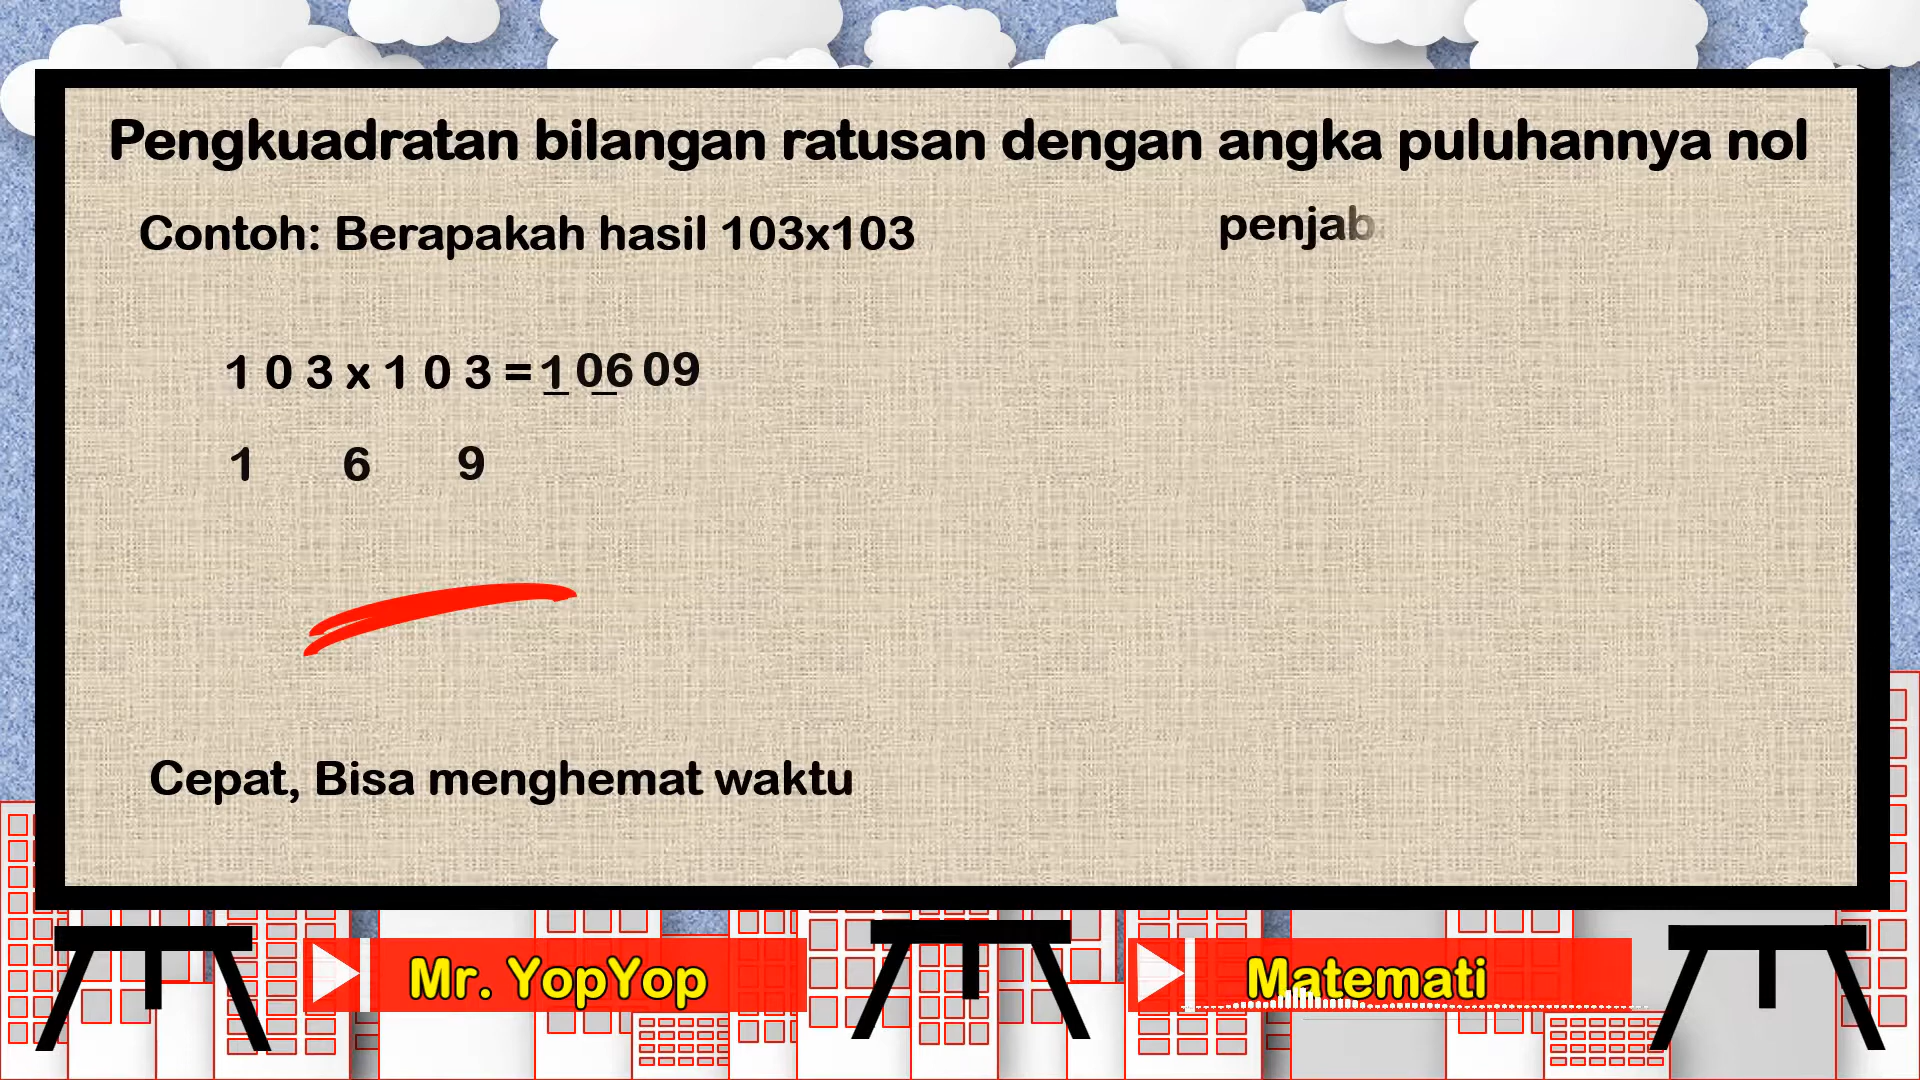 Pengkuadratan bilangan ratusan dengan angka puluhannya nol
Contoh: Berapakah hasil 103x103
penjab
1 0 3 x 1 0 3 = 1 06 09
1 6 9
Cepat, Bisa menghemat waktu
Mr. YopYop
Matemati